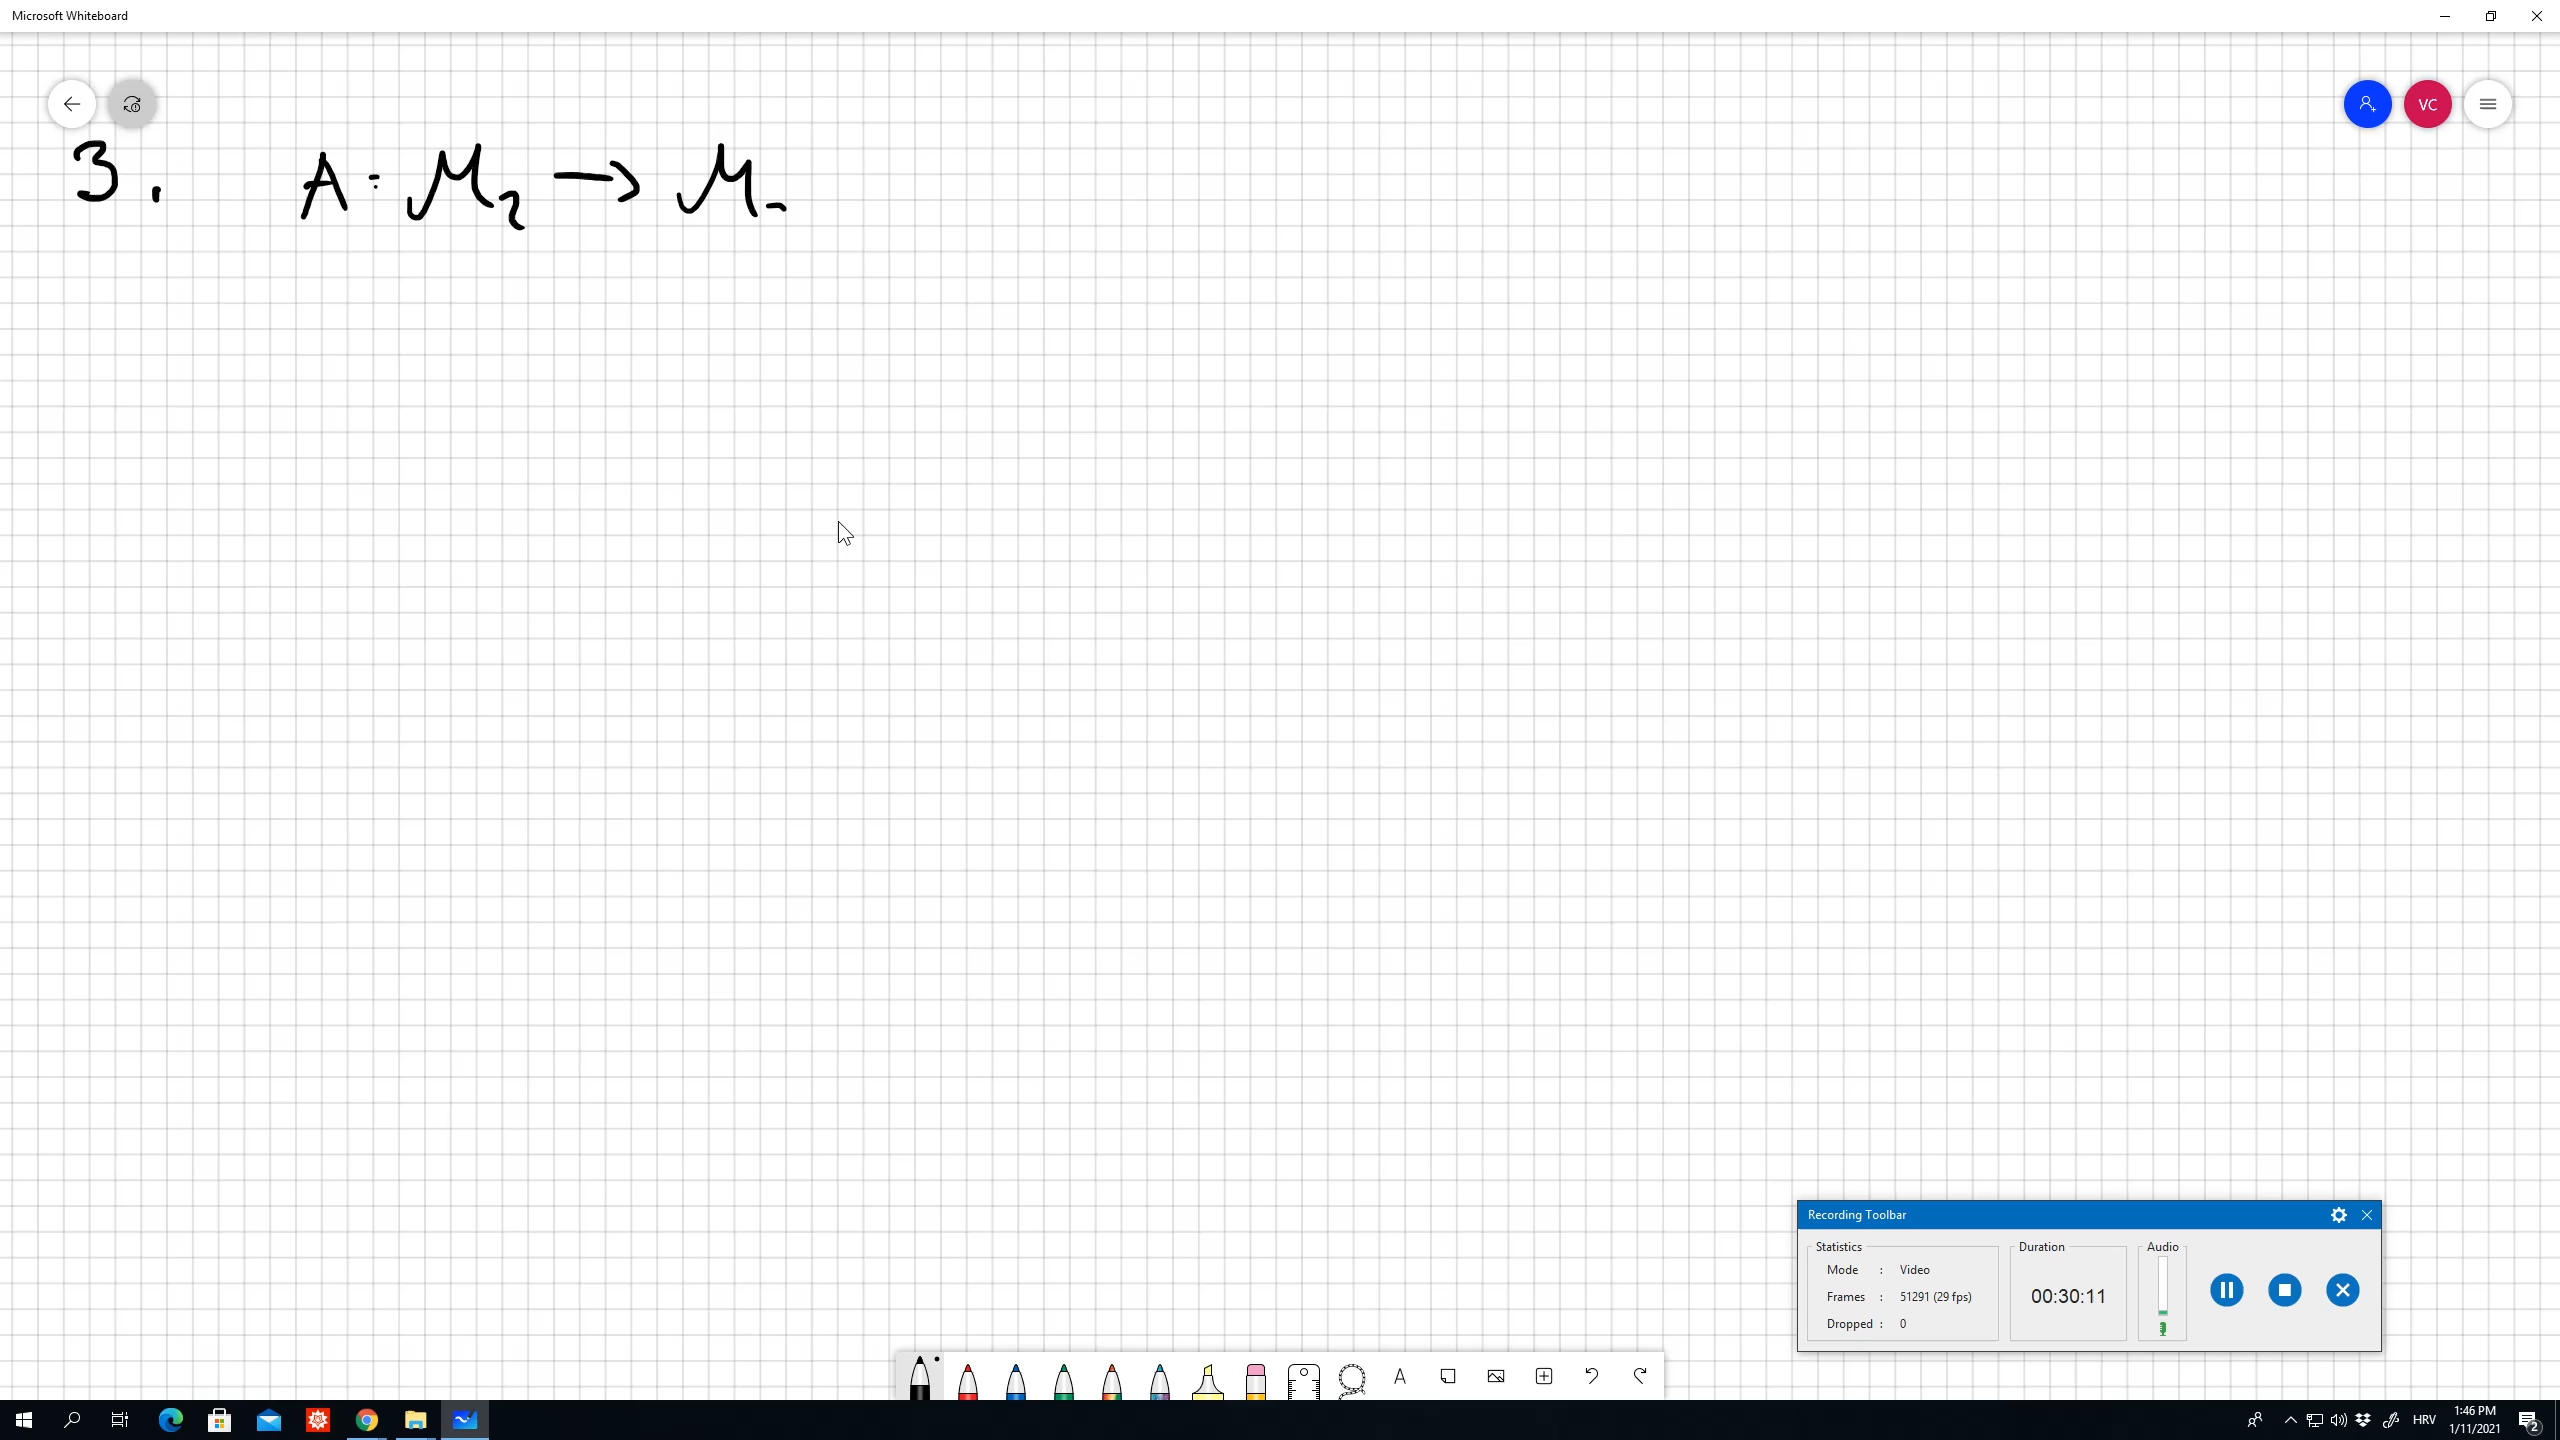 Microsoft Whiteboard
VC
3. A: M₂ → M
Recording Toolbar
Statistics
Mode : Video
Frames : 51291 (29 fps)
Dropped : 0
Duration
00:30:11
Audio
A
HRV
1:46 PM
1/11/2021
2